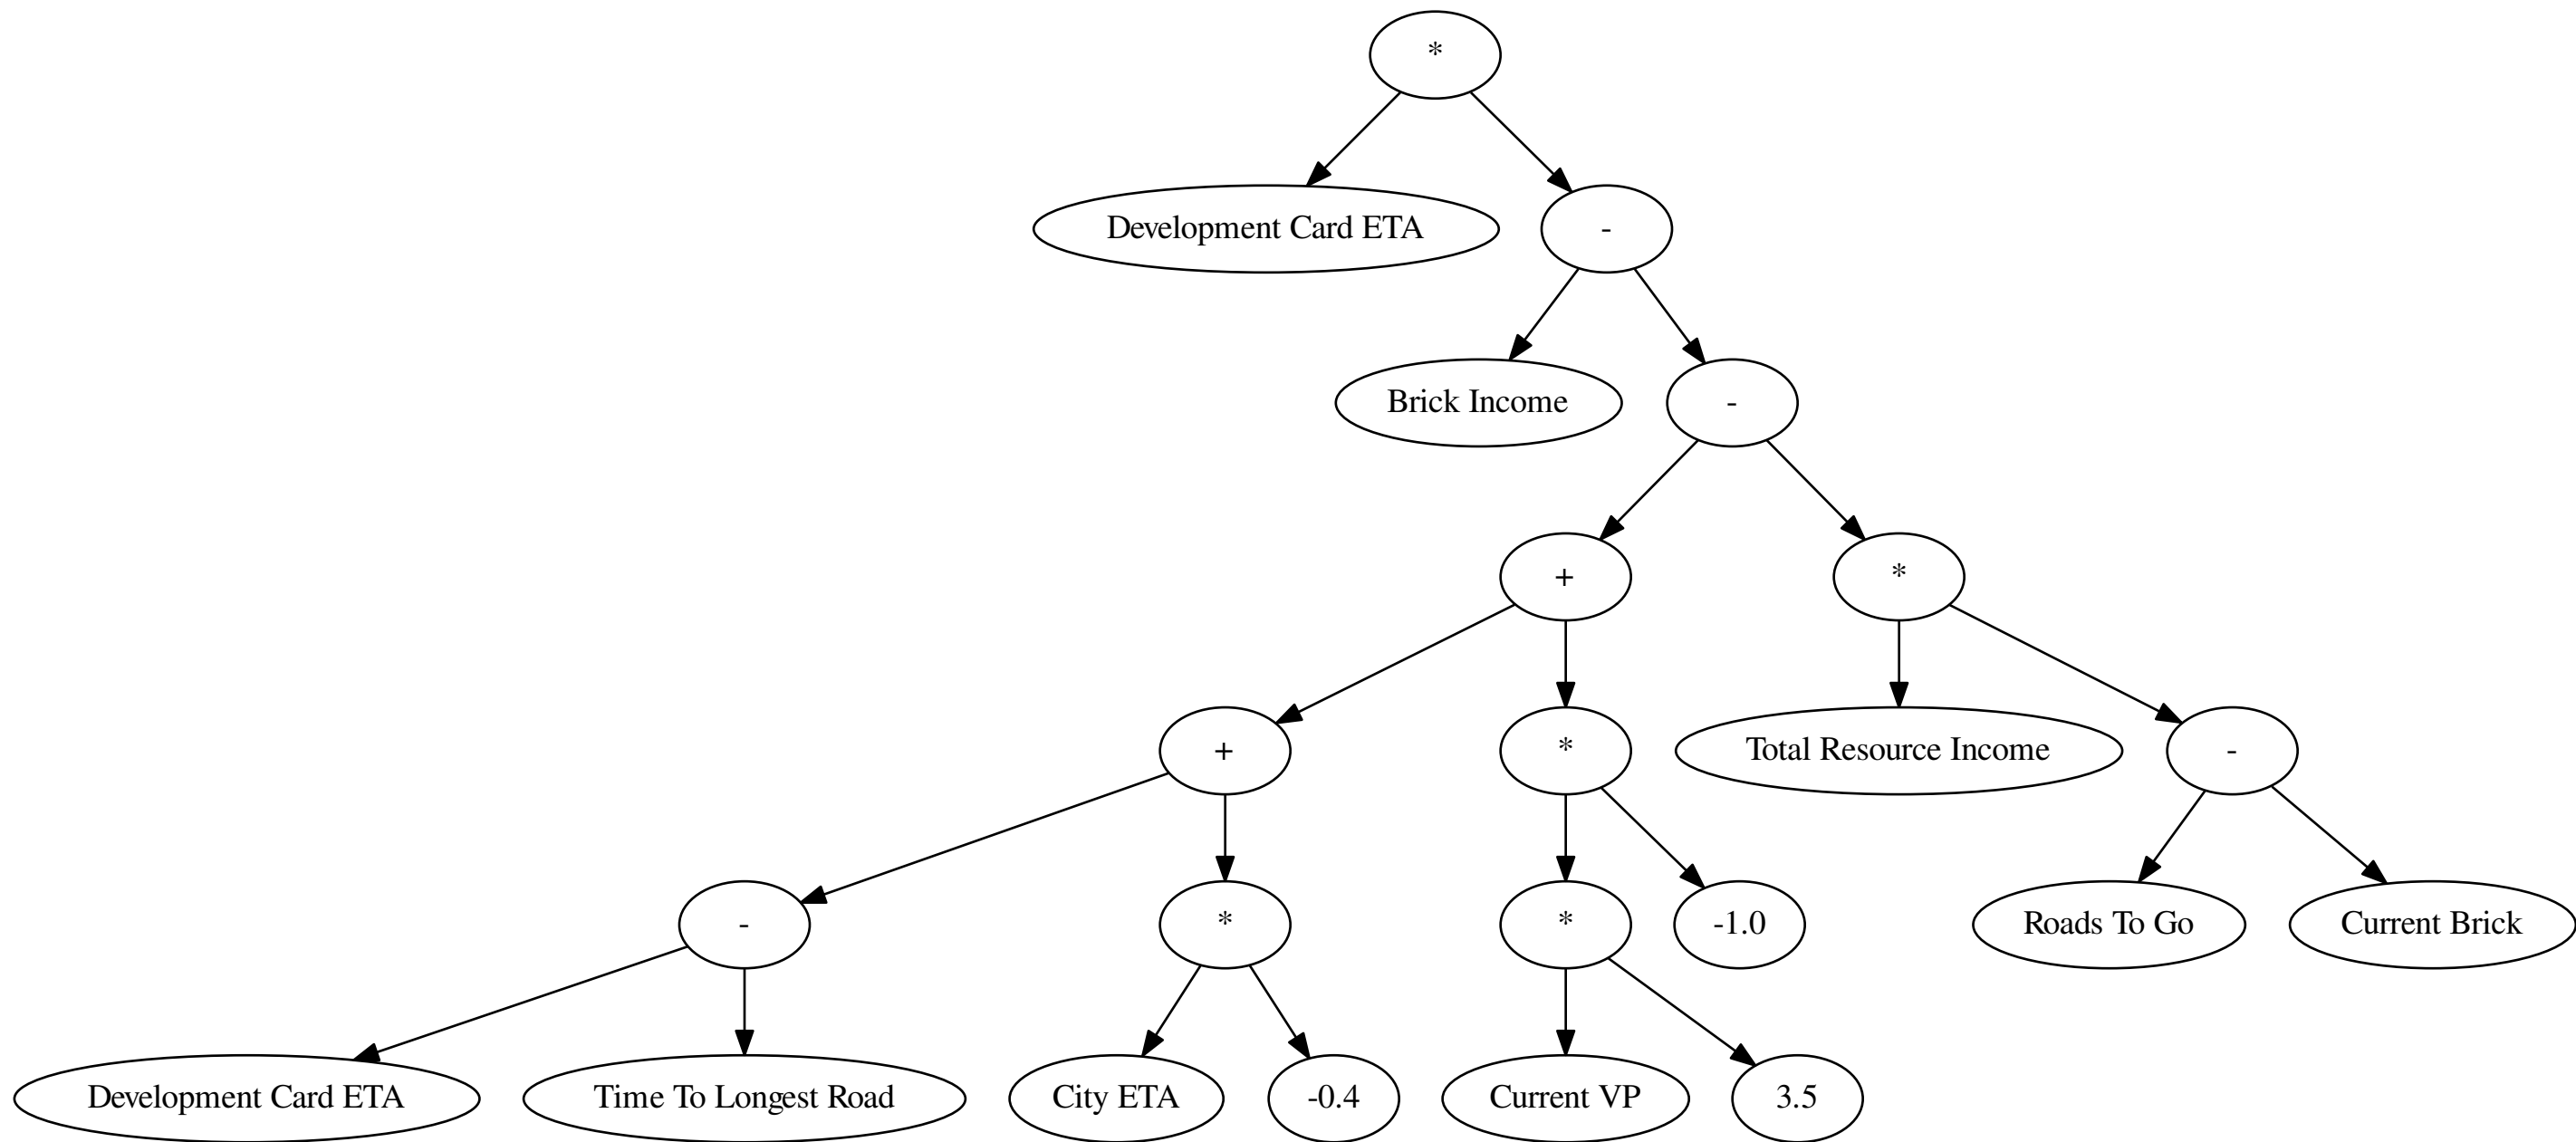 *
Development Card ETA
-
Brick Income
-
+
*
+
*
Total Resource Income
-
-
*
*
-1.0
Roads To Go
Current Brick
Development Card ETA
Time To Longest Road
City ETA
-0.4
Current VP
3.5